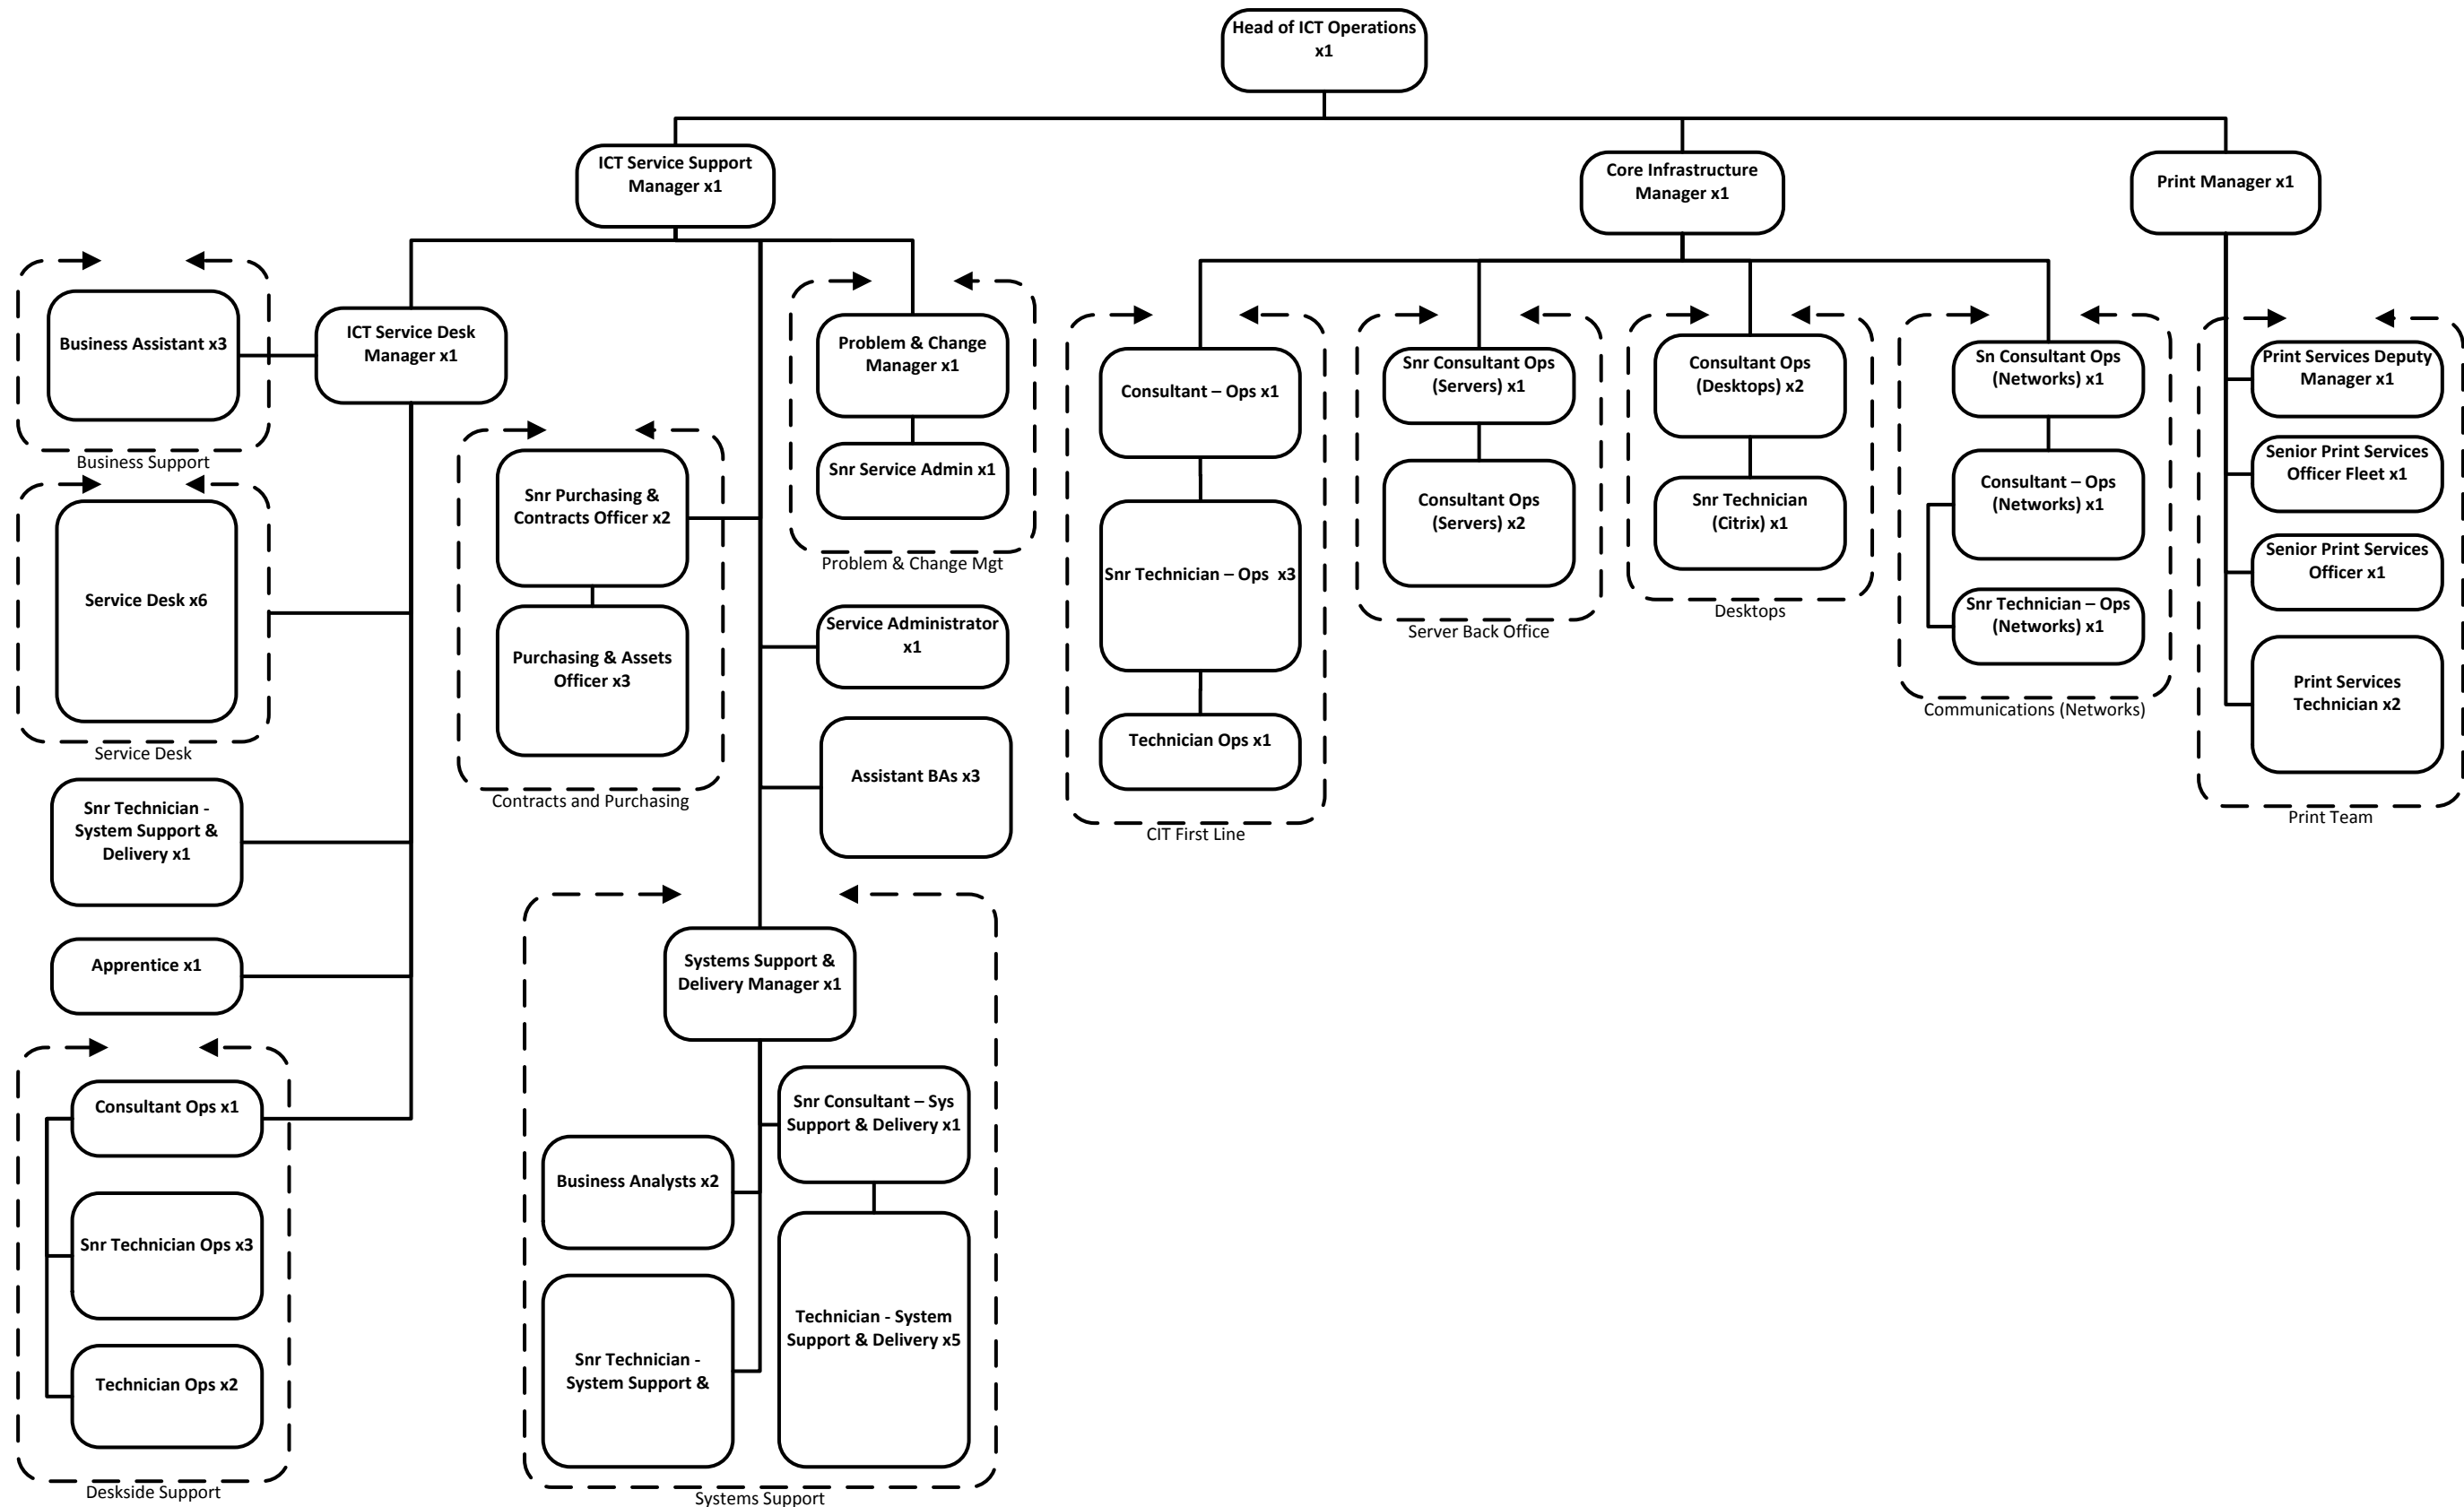 Head of ICT Operations
x1
ICT Service Support
Manager x1
Core Infrastructure
Manager x1
Print Manager x1
Business Assistant x3
Business Support
ICT Service Desk
Manager x1
Service Desk x6
Service Desk
Snr Technician -
System Support &
Delivery x1
Apprentice x1
Consultant Ops x1
Snr Technician Ops x3
Technician Ops x2
Deskside Support
Snr Purchasing &
Contracts Officer x2
Purchasing & Assets
Officer x3
Contracts and Purchasing
Problem & Change
Manager x1
Snr Service Admin x1
Problem & Change Mgt
Service Administrator
x1
Assistant BAs x3
Systems Support &
Delivery Manager x1
Business Analysts x2
Snr Technician -
System Support &
Snr Consultant – Sys
Support & Delivery x1
Technician - System
Support & Delivery x5
Systems Support
Consultant – Ops x1
Snr Technician – Ops  x3
Technician Ops x1
CIT First Line
Snr Consultant Ops
(Servers) x1
Consultant Ops
(Servers) x2
Server Back Office
Consultant Ops
(Desktops) x2
Snr Technician
(Citrix) x1
Desktops
Sn Consultant Ops
(Networks) x1
Consultant – Ops
(Networks) x1
Snr Technician – Ops
(Networks) x1
Communications (Networks)
Print Services Deputy
Manager x1
Senior Print Services
Officer Fleet x1
Senior Print Services
Officer x1
Print Services
Technician x2
Print Team